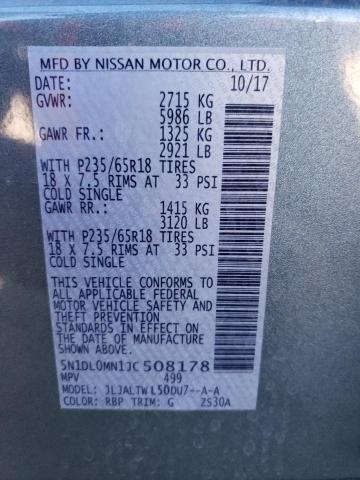 MFD BY NISSAN MOTOR CO., LTD.
DATE: 10/17
GVWR: 2715 KG
5986 LB
GAWR FR.: 1325 KG
2921 LB
WITH P235/65R18 TIRES
18 X 7.5 RIMS AT 33 PSI
COLD SINGLE
GAWR RR.: 1415 KG
3120 LB
WITH P235/65R18 TIRES
18 X 7.5 RIMS AT 33 PSI
COLD SINGLE
THIS VEHICLE CONFORMS TO
ALL APPLICABLE FEDERAL
MOTOR VEHICLE SAFETY AND
THEFT PREVENTION
STANDARDS IN EFFECT ON
THE DATE OF MANUFACTURE
SHOWN ABOVE.
5N1DL0MN1JC508178
MPV 499
MODEL: JLJALTWL50DU7--A-A
COLOR: RBP TRIM: G 2S30A